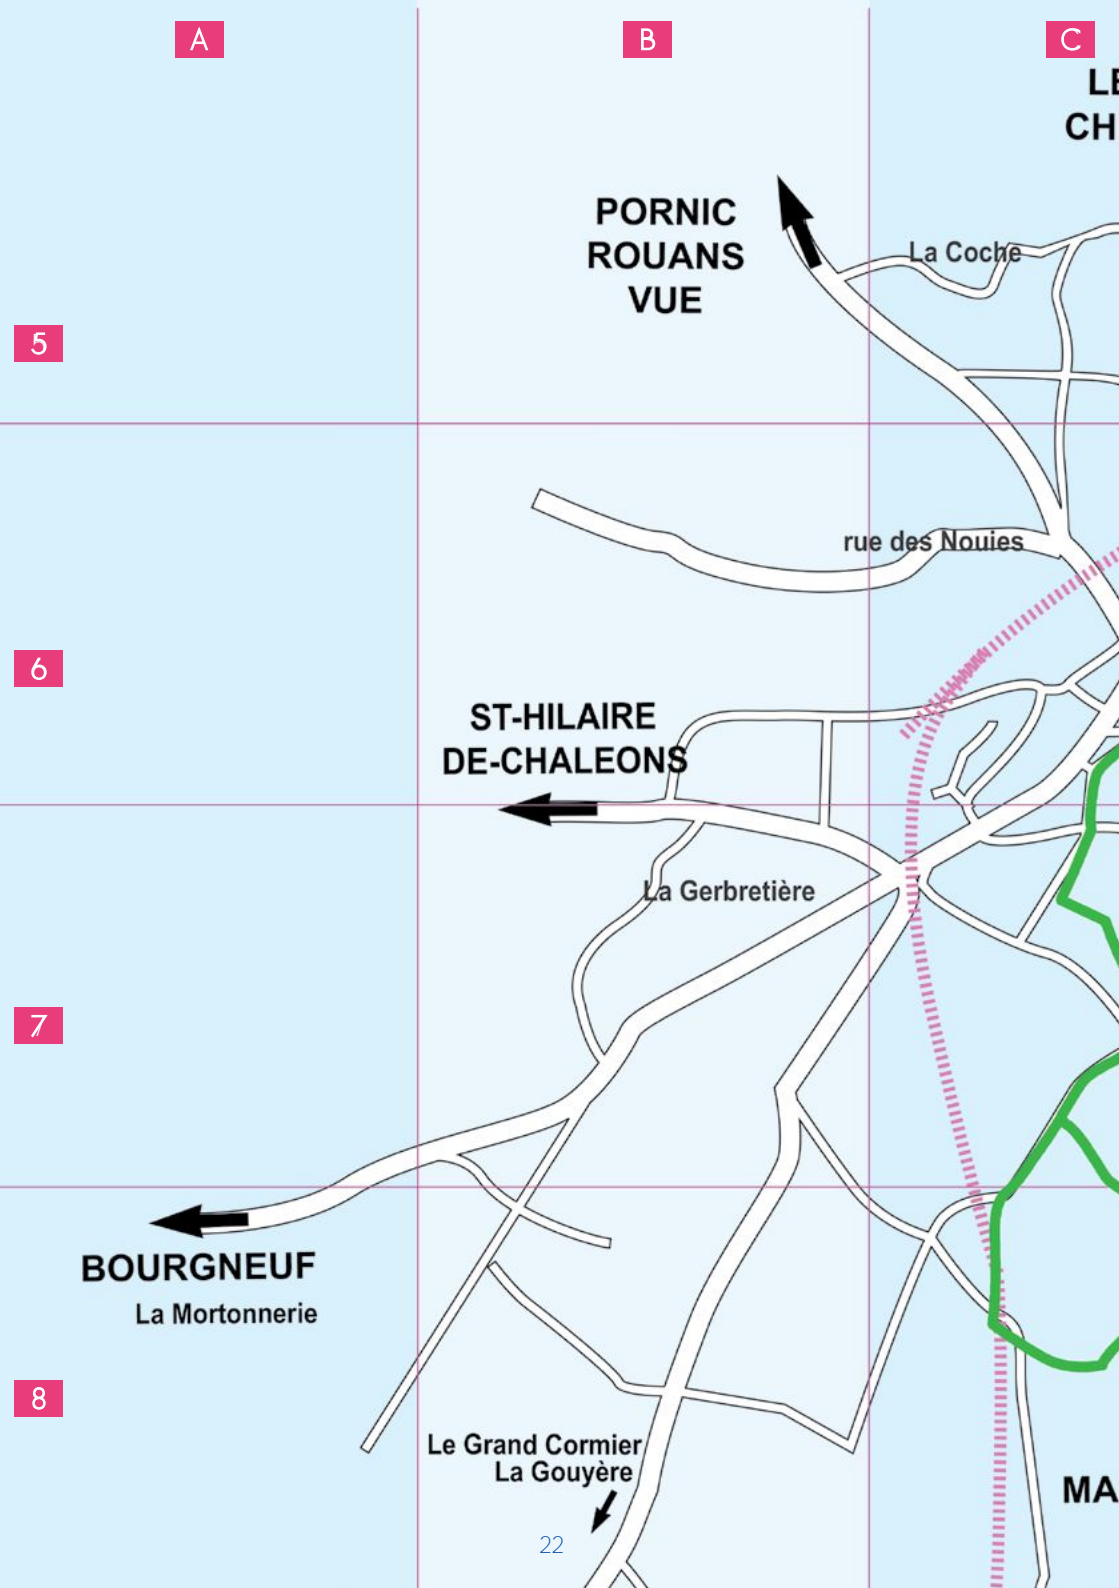 A
B
C
LE
CH
PORNIC
ROUANS
VUE
La Coche
5
rue des Nouies
6
ST-HILAIRE
DE-CHALEONS
La Gerbretière
7
BOURGNEUF
La Mortonnerie
8
Le Grand Cormier
La Gouyère
MA
22